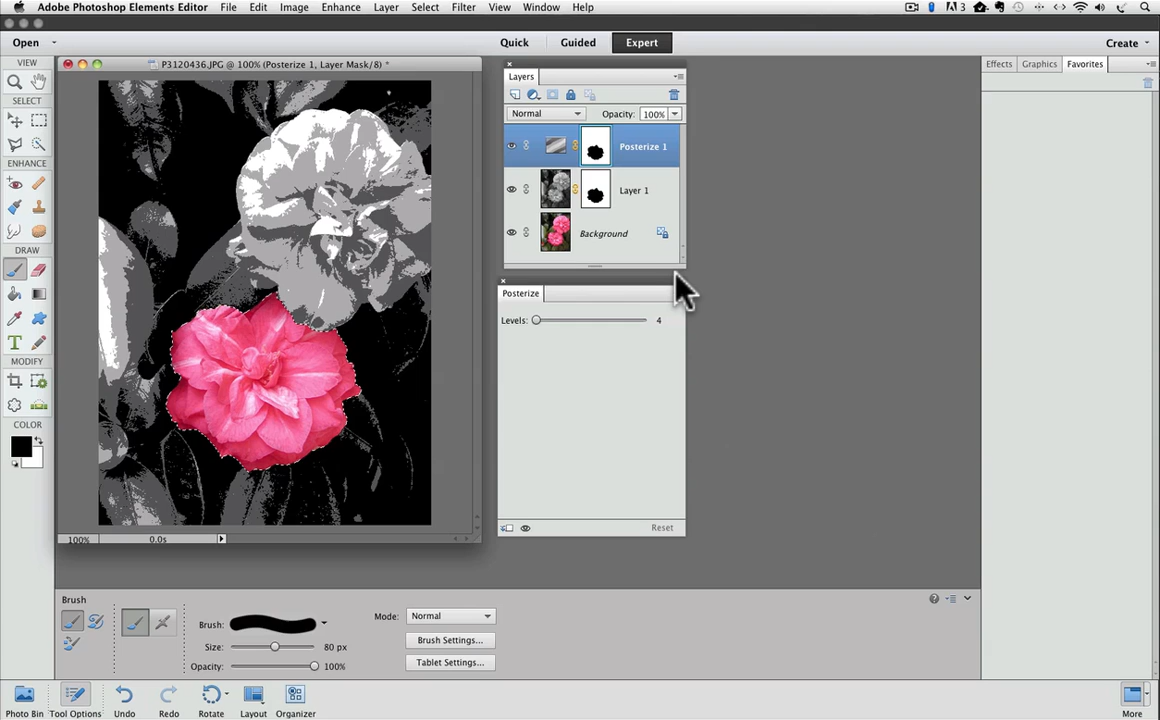 Adobe Photoshop Elements Editor File Edit Image Enhance Layer Select Filter View Window Help
3
Open Quick Guided Expert Create
VIEW
SELECT
ENHANCE
DRAW
MODIFY
COLOR
P3120436.JPG @ 100% (Posterize 1, Layer Mask/8) *
100% 0.0s
Layers
Normal Opacity: 100%
Posterize 1
Layer 1
Background
Posterize
Levels: 4
Reset
Effects Graphics Favorites
Brush
Brush:
Size: 80 px
Opacity: 100%
Mode: Normal
Brush Settings...
Tablet Settings...
Photo Bin Tool Options Undo Redo Rotate Layout Organizer More